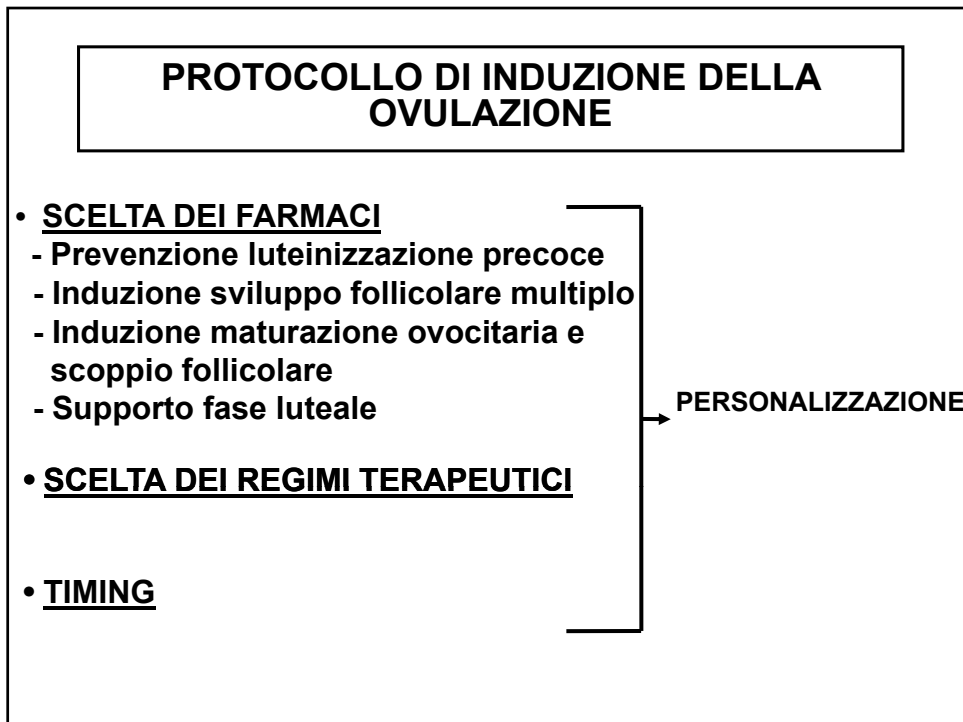 PROTOCOLLO DI INDUZIONE DELLA
OVULAZIONE
• SCELTA DEI FARMACI
- Prevenzione luteinizzazione precoce
- Induzione sviluppo follicolare multiplo
- Induzione maturazione ovocitaria e
scoppio follicolare
- Supporto fase luteale
PERSONALIZZAZIONE
• SCELTA DEI REGIMI TERAPEUTICI
• TIMING